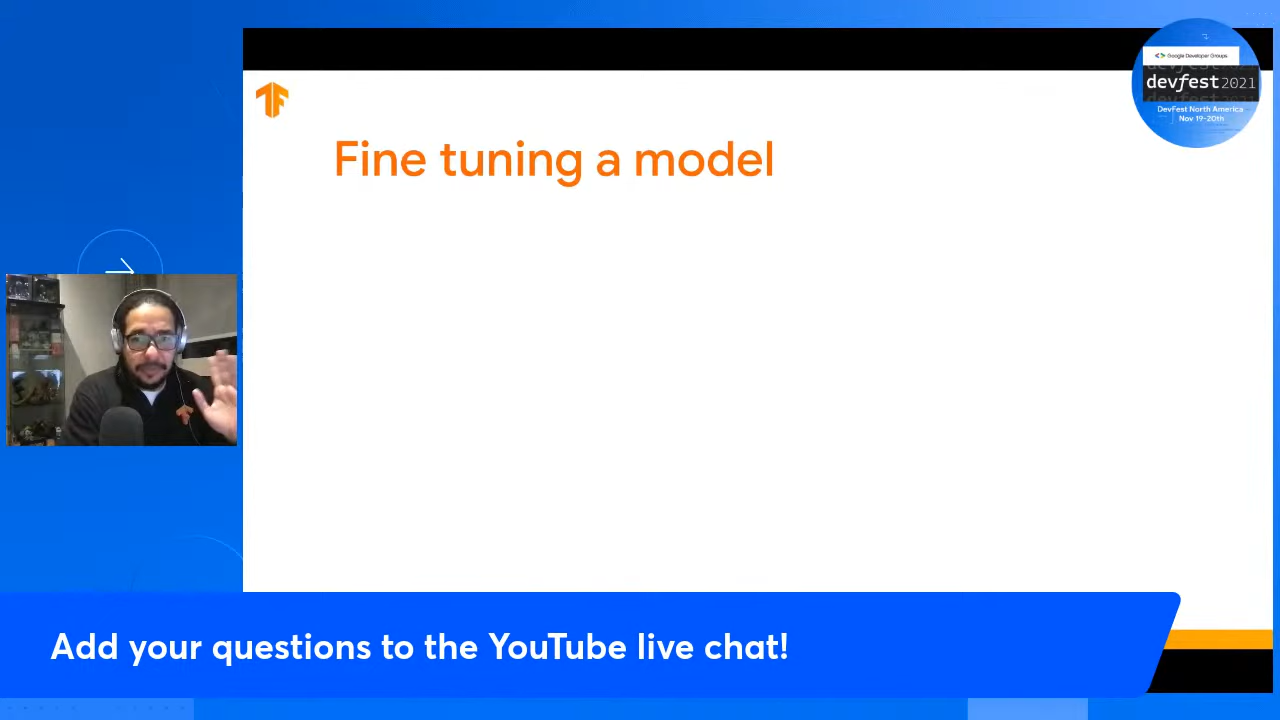 Google Developer Groups
devfest 2021
DevFest North America
Nov 19-20th
Fine tuning a model
Add your questions to the YouTube live chat!